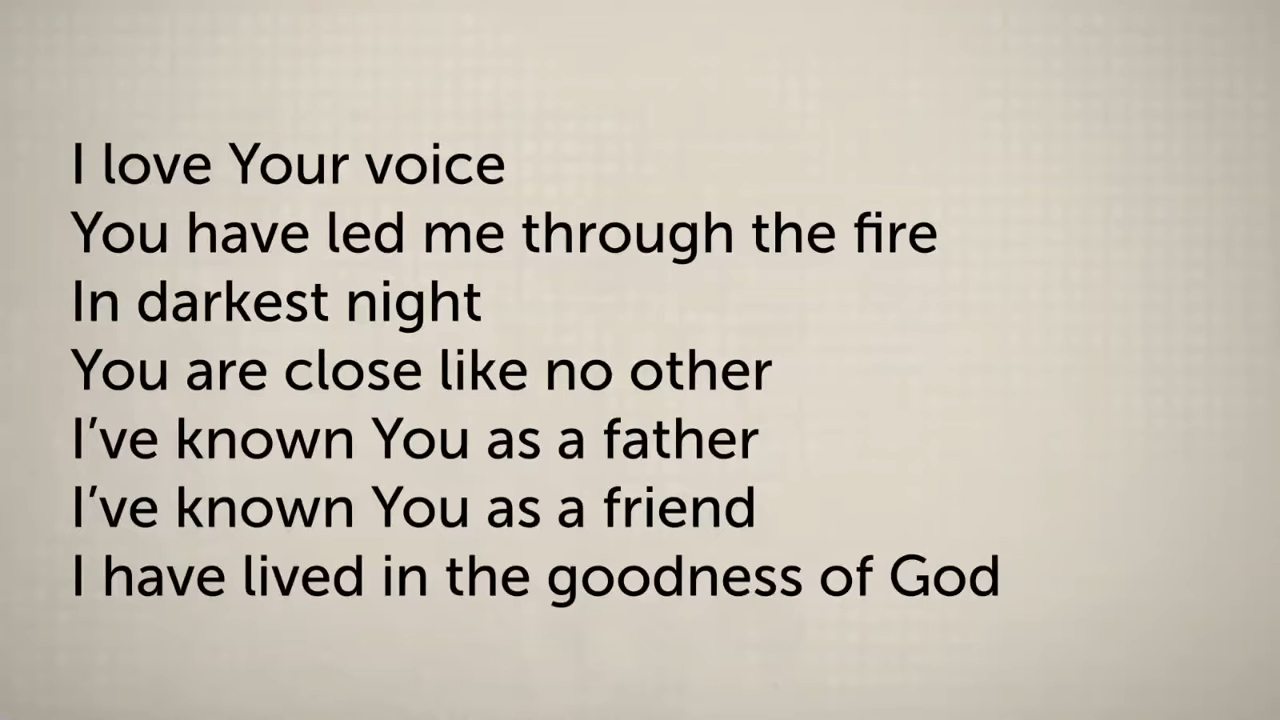 I love Your voice
You have led me through the fire
In darkest night
You are close like no other
I’ve known You as a father
I’ve known You as a friend
I have lived in the goodness of God